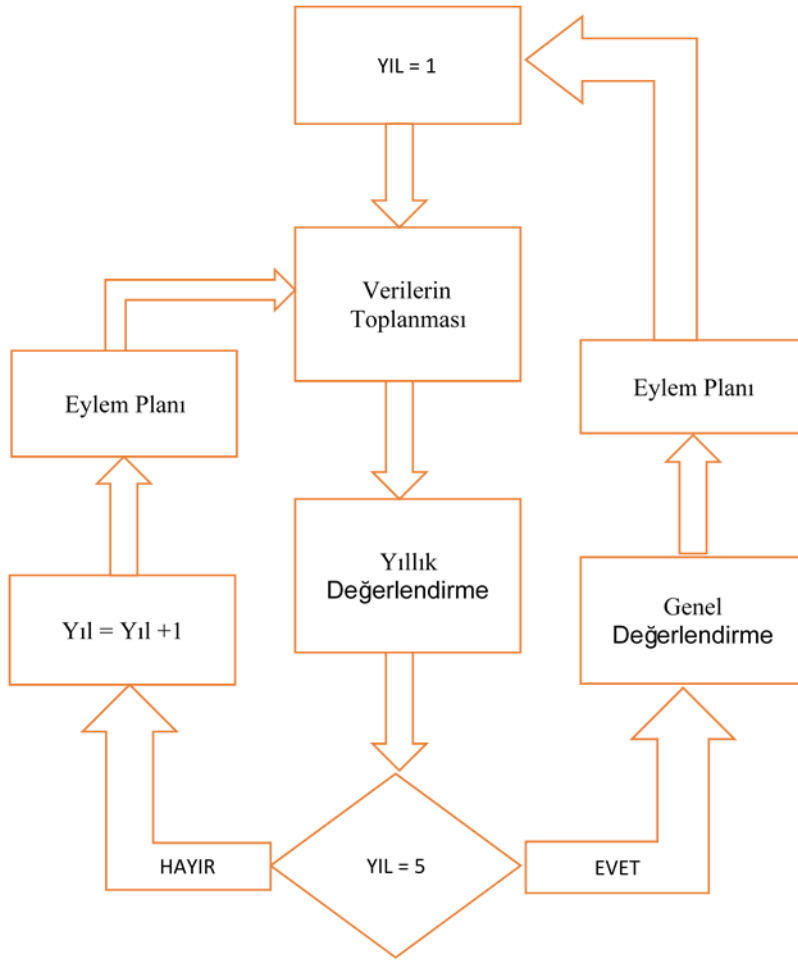 YIL = 1
Verilerin
Toplanması
Eylem Planı
Eylem Planı
Yıllık
Değerlendirme
Yıl = Yıl +1
Genel
Değerlendirme
HAYIR
YIL = 5
EVET